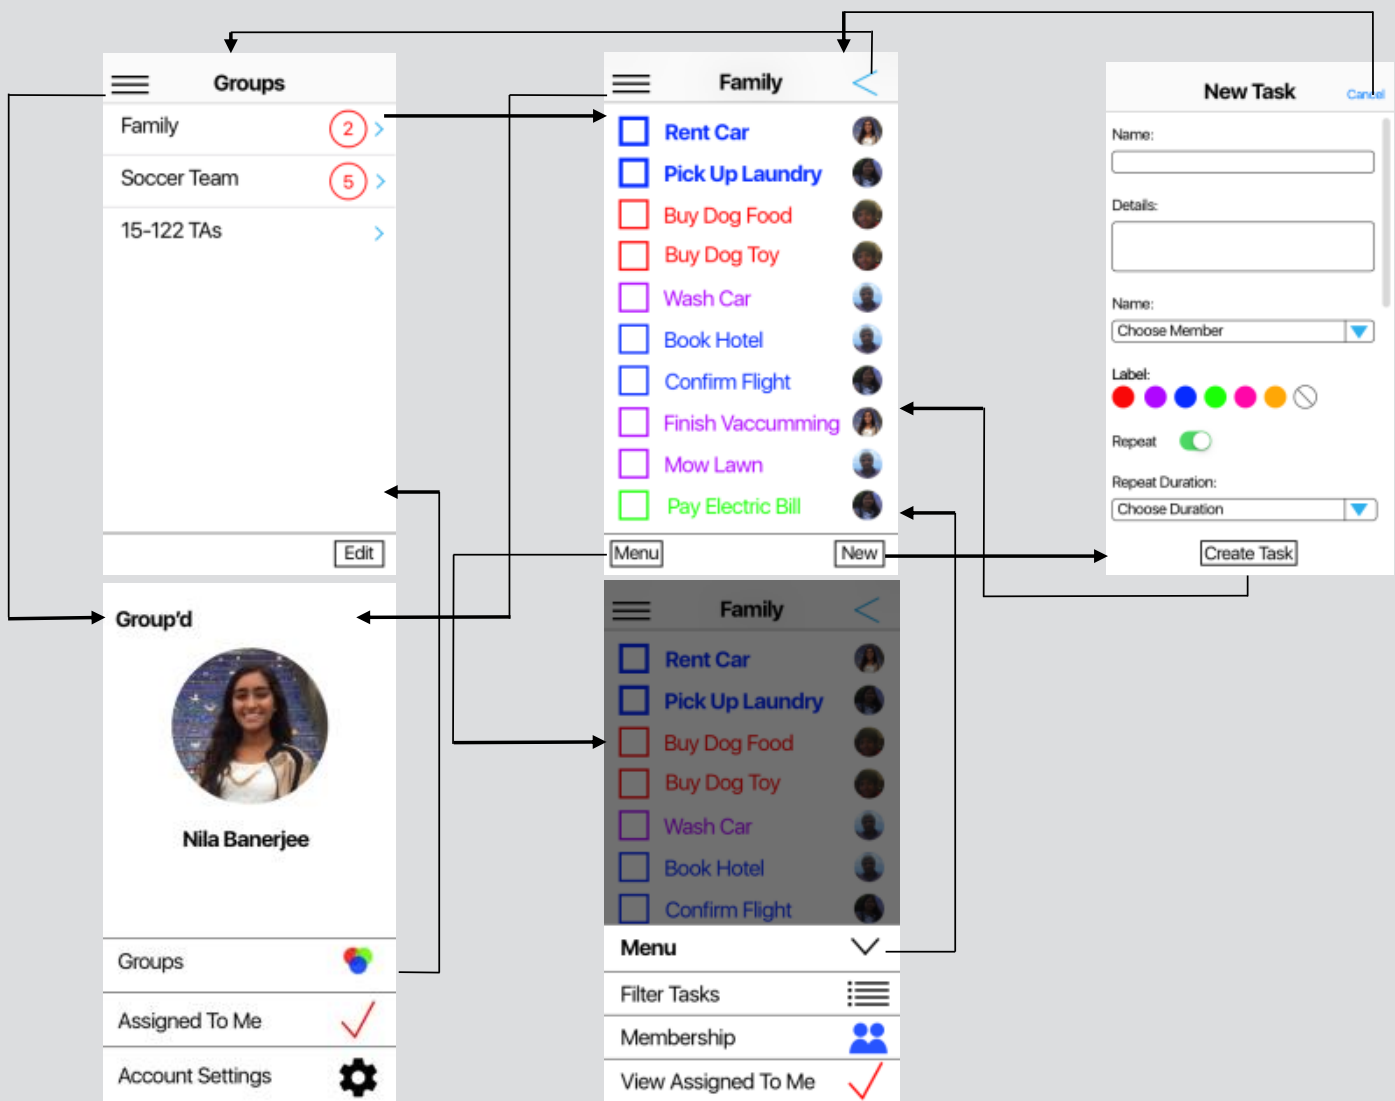 Groups
Family 2 >
Soccer Team 5 >
15-122 TAs >
Edit
Group'd
Nila Banerjee
Groups
Assigned To Me
Account Settings
Family <
Rent Car
Pick Up Laundry
Buy Dog Food
Buy Dog Toy
Wash Car
Book Hotel
Confirm Flight
Finish Vaccumming
Mow Lawn
Pay Electric Bill
Menu New
Family <
Rent Car
Pick Up Laundry
Buy Dog Food
Buy Dog Toy
Wash Car
Book Hotel
Confirm Flight
Menu
Filter Tasks
Membership
View Assigned To Me
New Task Cancel
Name:
Details:
Name:
Choose Member
Label:
Repeat
Repeat Duration:
Choose Duration
Create Task